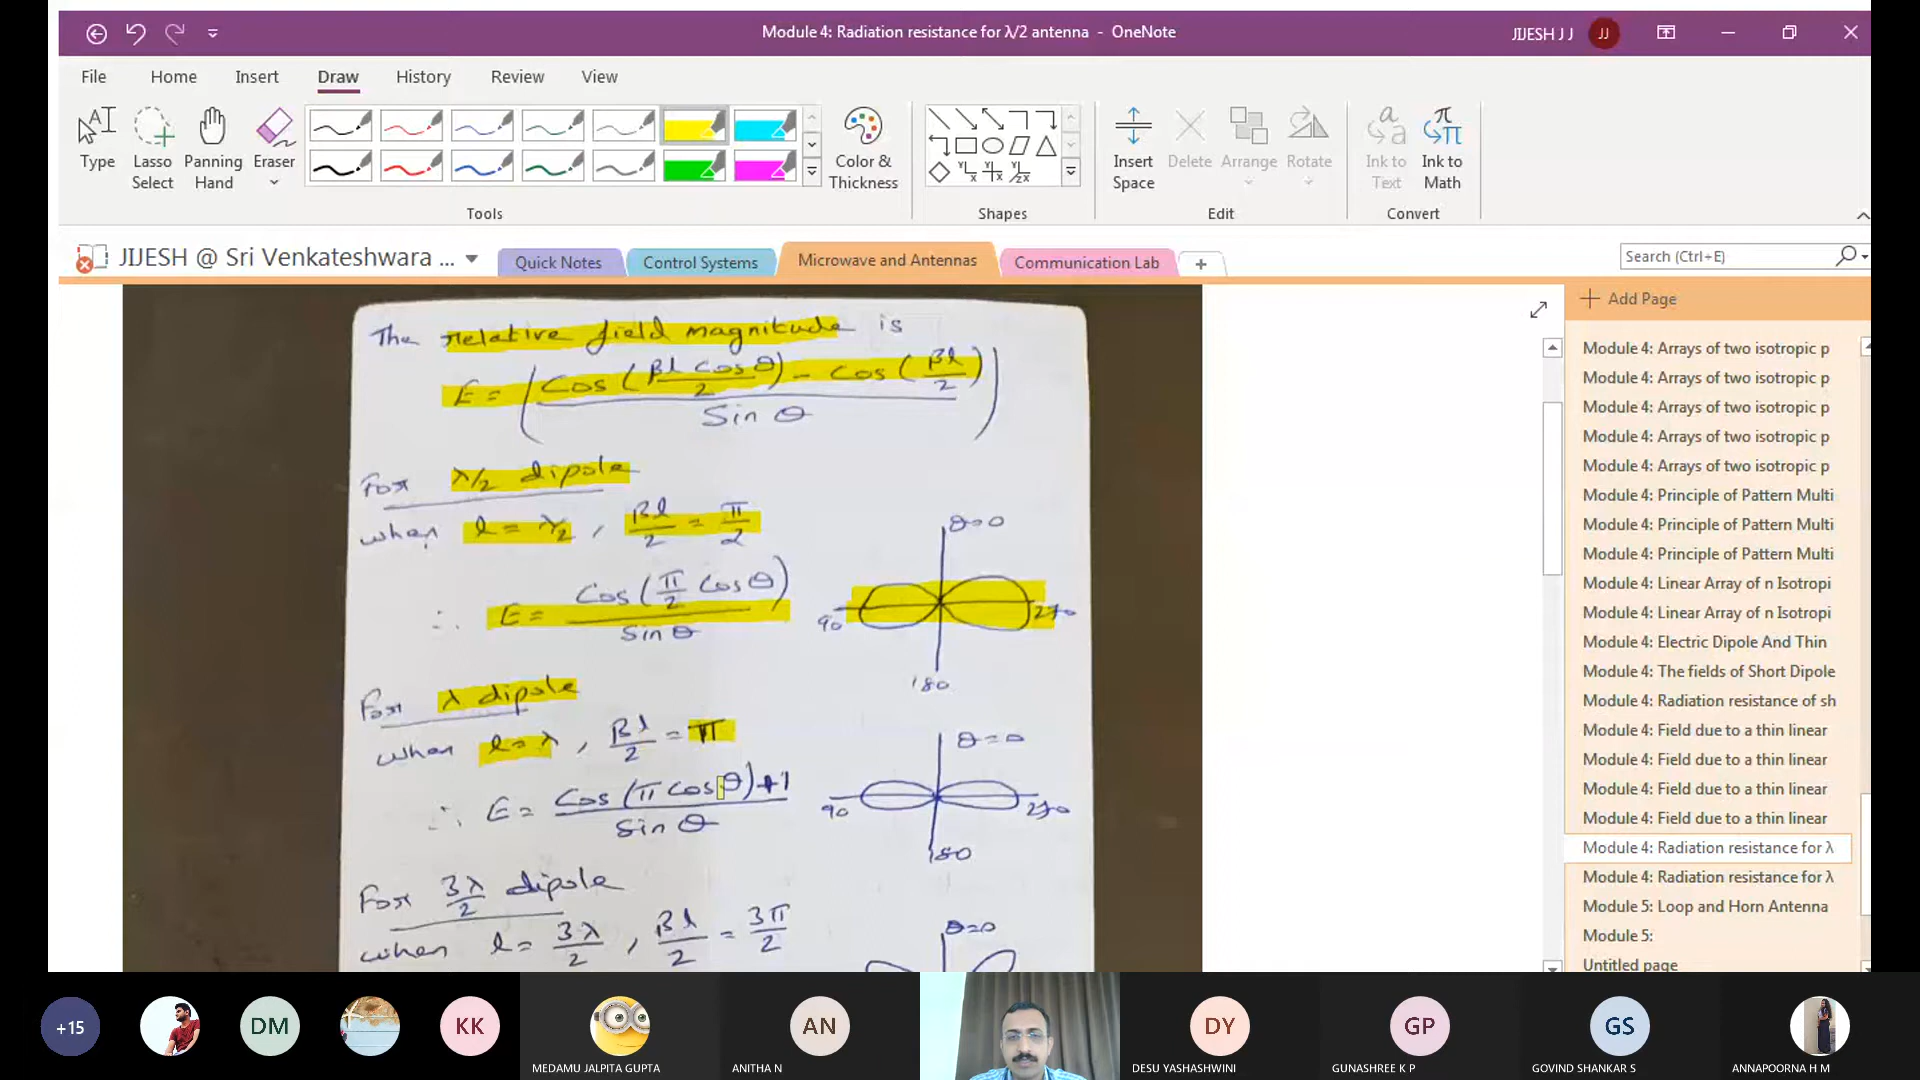 Module 4: Radiation resistance for λ/2 antenna - OneNote
JIJESH J J
JJ
File Home Insert Draw History Review View
Type
Lasso Select
Panning Hand
Eraser
Color & Thickness
Insert Space
Delete
Arrange
Rotate
Ink to Text
Ink to Math
Tools
Shapes
Edit
Convert
JIJESH @ Sri Venkateshwara ...
Quick Notes
Control Systems
Microwave and Antennas
Communication Lab
Search (Ctrl+E)
The relative field magnitude is
E = ( (Cos (βl Cos θ / 2) - Cos (βl / 2)) / Sin θ )
For λ/2 dipole
when l = λ/2 , βl/2 = π/2
∴ E = Cos (π/2 Cos θ) / Sin θ
θ=0
90
270
180
For λ dipole
when l = λ , βl/2 = π
∴ E = (Cos (π Cos θ) + 1) / Sin θ
θ = 0
90
270
180
For 3λ/2 dipole
when l = 3λ/2 , βl/2 = 3π/2
θ=0
Add Page
Module 4: Arrays of two isotropic p
Module 4: Arrays of two isotropic p
Module 4: Arrays of two isotropic p
Module 4: Arrays of two isotropic p
Module 4: Arrays of two isotropic p
Module 4: Principle of Pattern Multi
Module 4: Principle of Pattern Multi
Module 4: Principle of Pattern Multi
Module 4: Linear Array of n Isotropi
Module 4: Linear Array of n Isotropi
Module 4: Electric Dipole And Thin
Module 4: The fields of Short Dipole
Module 4: Radiation resistance of sh
Module 4: Field due to a thin linear
Module 4: Field due to a thin linear
Module 4: Field due to a thin linear
Module 4: Field due to a thin linear
Module 4: Radiation resistance for λ
Module 4: Radiation resistance for λ
Module 5: Loop and Horn Antenna
Module 5:
Untitled page
+15
DM
KK
MEDAMU JALPITA GUPTA
AN
ANITHA N
DY
DESU YASHASHWINI
GP
GUNASHREE K P
GS
GOVIND SHANKAR S
ANNAPOORNA H M